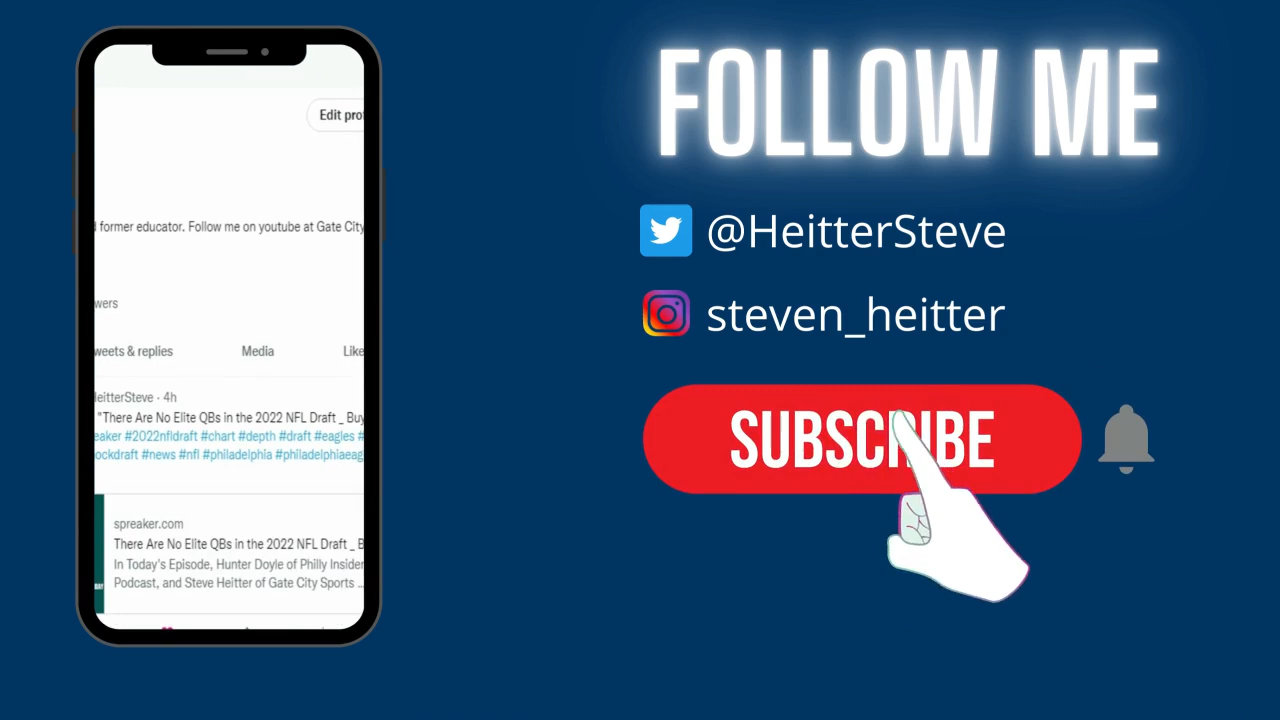 Edit pro
former educator. Follow me on youtube at Gate City
wers
weets & replies Media Like
eitterSteve · 4h
"There Are No Elite QBs in the 2022 NFL Draft _ Buy
eaker #2022nfldraft #chart #depth #draft #eagles #
ockdraft #news #nfl #philadelphia #philadelphiaeag
spreaker.com
There Are No Elite QBs in the 2022 NFL Draft _ B
In Today's Episode, Hunter Doyle of Philly Insider
Podcast, and Steve Heitter of Gate City Sports ...
FOLLOW ME
@HeitterSteve
steven_heitter
SUBSCRIBE